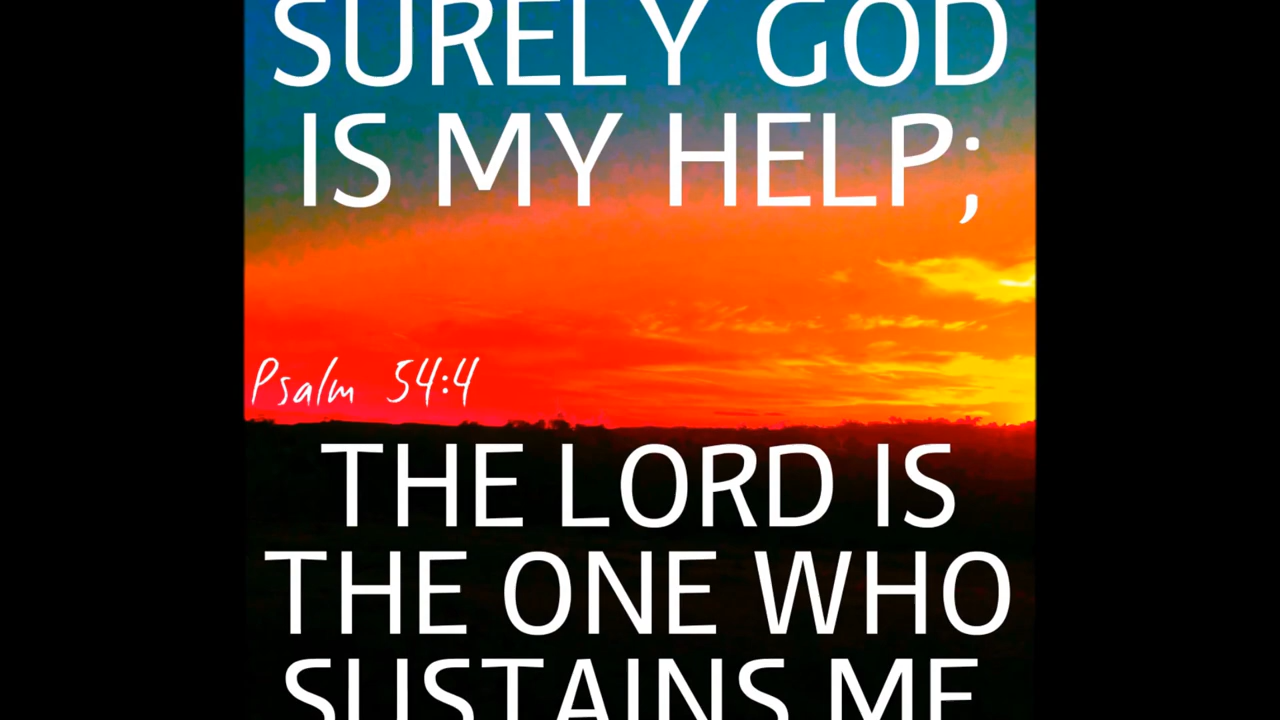 SURELY GOD
IS MY HELP;
Psalm 54:4
THE LORD IS
THE ONE WHO
SUSTAINS ME